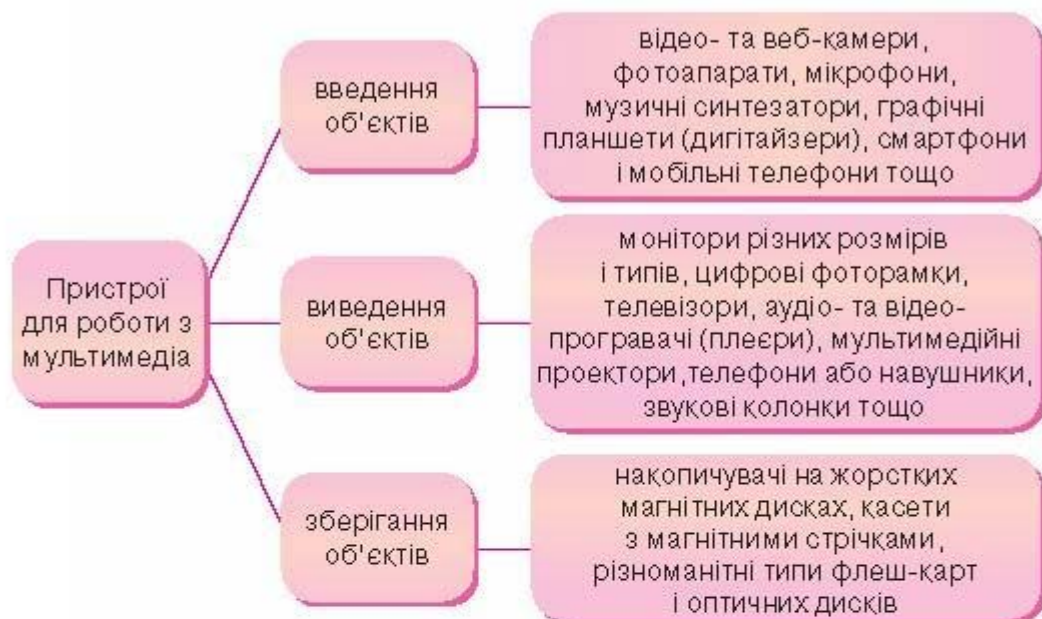 Пристрої
для роботи з
мультимедіа
введення
об'єктів
відео- та веб-камери,
фотоапарати, мікрофони,
музичні синтезатори, графічні
планшети (дигітайзери), смартфони
і мобільні телефони тощо
виведення
об'єктів
монітори різних розмірів
і типів, цифрові фоторамки,
телевізори, аудіо- та відео-
програвачі (плеєри), мультимедійні
проектори,телефони або навушники,
звукові колонки тощо
зберігання
об'єктів
накопичувачі на жорстких
магнітних дисках, касети
з магнітними стрічками,
різноманітні типи флеш-карт
і оптичних дисків